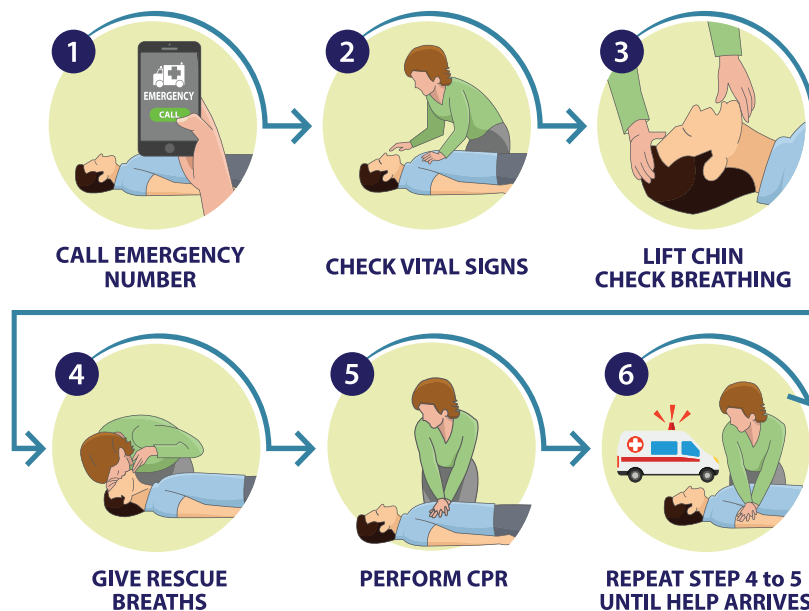 1
EMERGENCY
CALL
CALL EMERGENCY
NUMBER
2
CHECK VITAL SIGNS
3
LIFT CHIN
CHECK BREATHING
4
GIVE RESCUE
BREATHS
5
PERFORM CPR
6
REPEAT STEP 4 to 5
UNTIL HELP ARRIVES